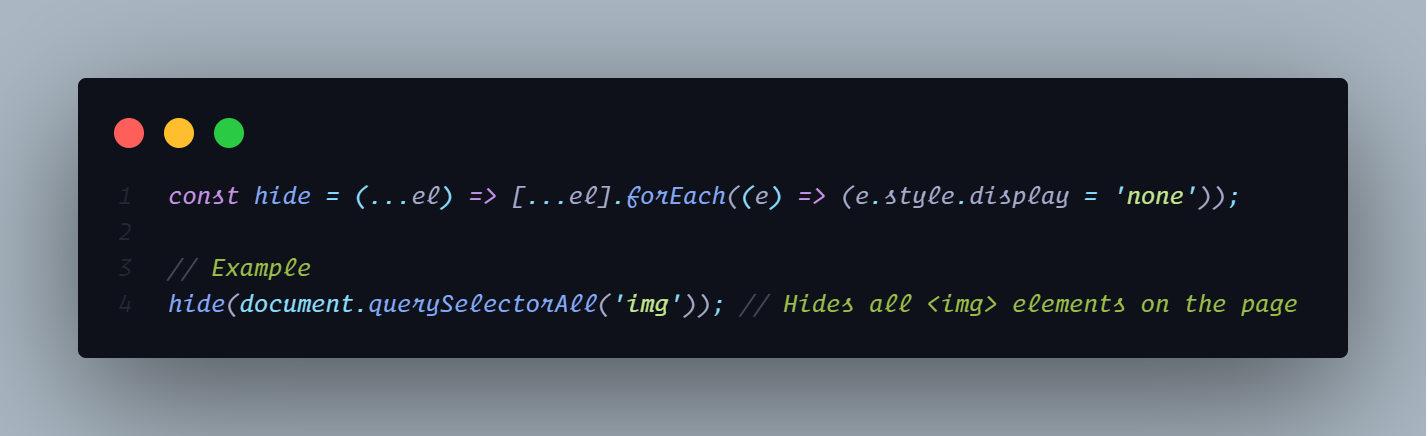 1 const hide = (...el) => [...el].forEach((e) => (e.style.display = 'none'));
2
3 // Example
4 hide(document.querySelectorAll('img')); // Hides all <img> elements on the page